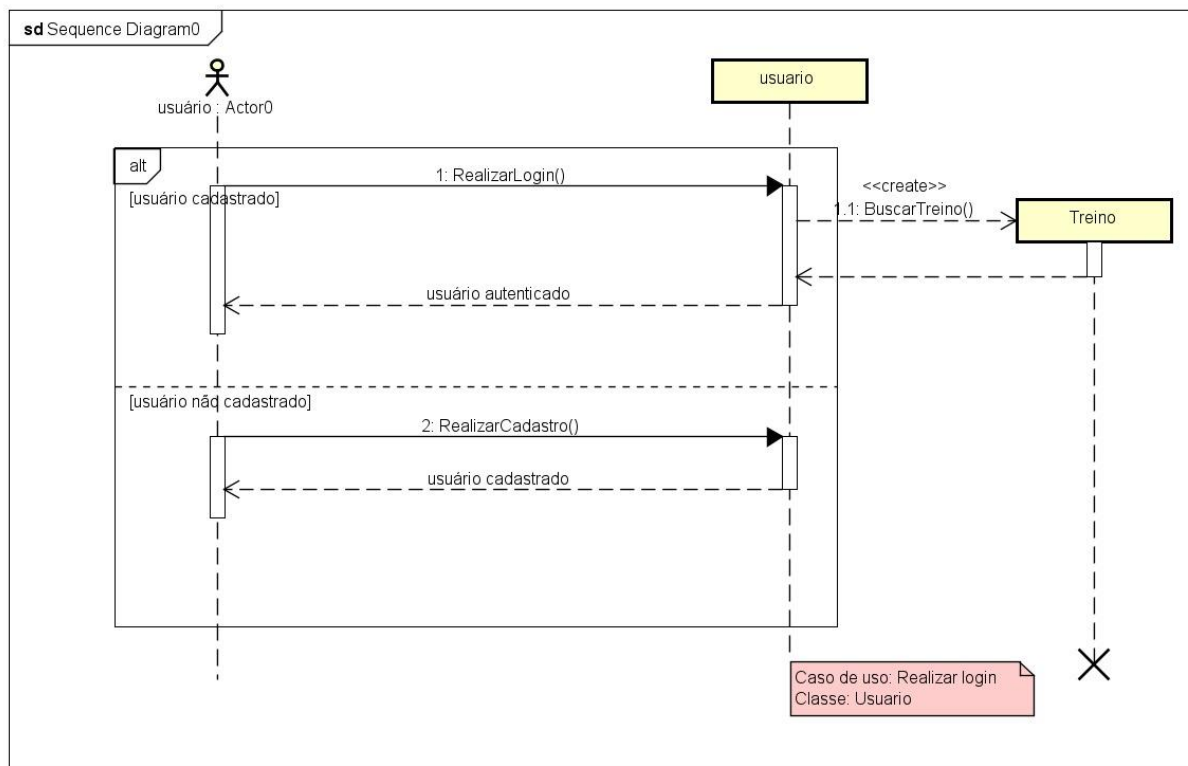 sd Sequence Diagram0
usuário : Actor0
usuario
alt
[usuário cadastrado]
1: RealizarLogin()
<<create>>
1.1: BuscarTreino()
Treino
usuário autenticado
[usuário não cadastrado]
2: RealizarCadastro()
usuário cadastrado
Caso de uso: Realizar login
Classe: Usuario